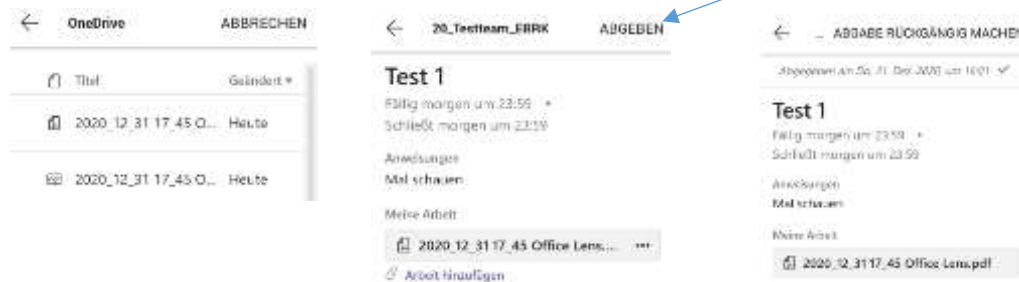 OneDrive ABBRECHEN
Titel Geändert
2020_12_31 17_45 O... Heute
2020_12_31 17_45 O... Heute
20_Testteam_EBRK ABGEBEN
Test 1
Fällig morgen um 23:59
Schließt morgen um 23:59
Anweisungen
Mal schauen
Meine Arbeit
2020_12_31 17_45 Office Lens.... •••
Arbeit hinzufügen
... ABGABE RÜCKGÄNGIG MACHEN
Abgegeben am Do, 31. Dez. 2020 um
Test 1
Fällig morgen um 23:59
Schließt morgen um 23:59
Anweisungen
Mal schauen
Meine Arbeit
2020_12_31 17_45 Office Lens.pdf